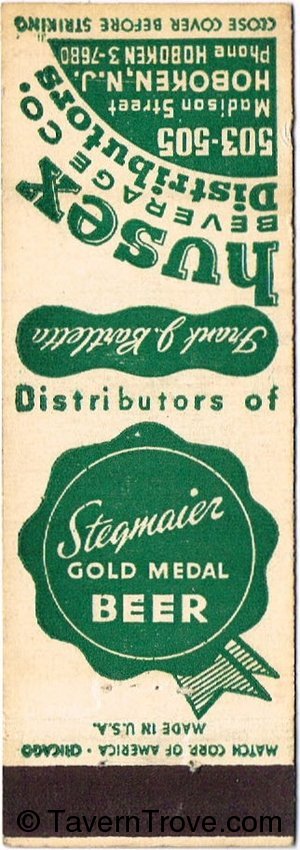 CLOSE COVER BEFORE STRIKING
husex
BEVERAGE CO.
Distributors
503-505
Madison Street
HOBOKEN, N.J.
Phone HOBOKEN 3-7680
Frank J. Bartletta
Distributors of
Stegmaier
GOLD MEDAL
BEER
MATCH CORP. OF AMERICA · CHICAGO
MADE IN U.S.A.
© TavernTrove.com